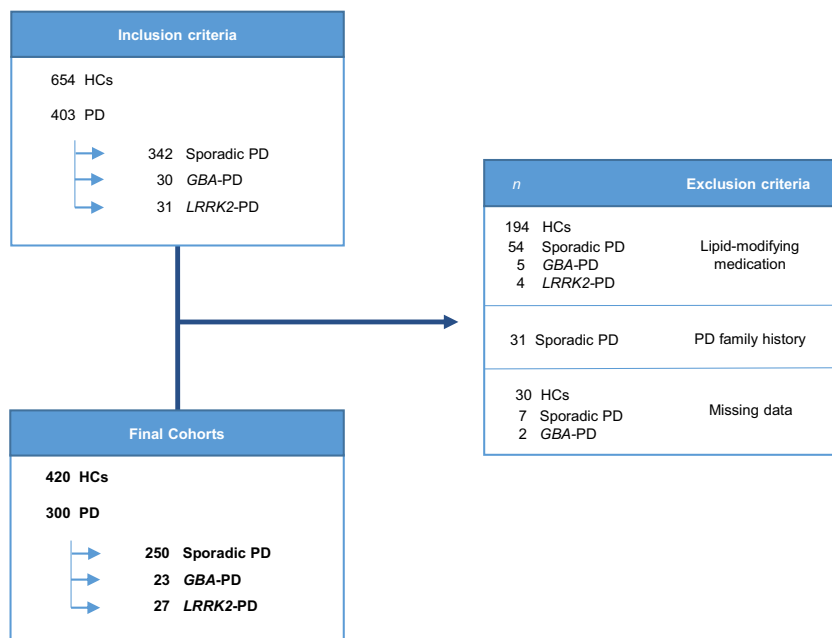 Inclusion criteria
654 HCs
403 PD
342 Sporadic PD
30 GBA-PD
31 LRRK2-PD
n Exclusion criteria
194 HCs
54 Sporadic PD
5 GBA-PD
4 LRRK2-PD
Lipid-modifying
medication
31 Sporadic PD PD family history
30 HCs
7 Sporadic PD
2 GBA-PD
Missing data
Final Cohorts
420 HCs
300 PD
250 Sporadic PD
23 GBA-PD
27 LRRK2-PD